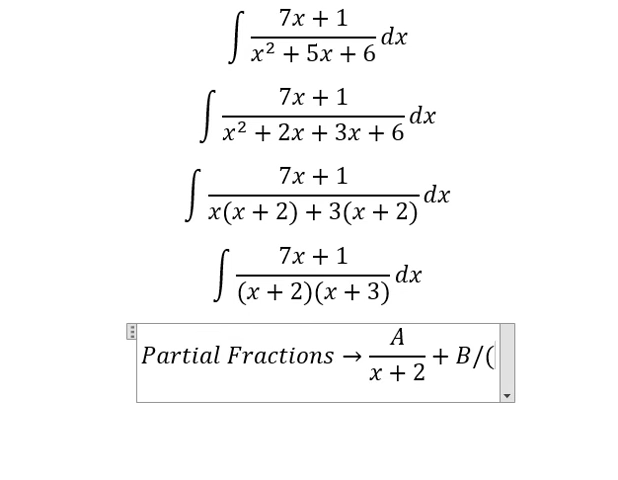 ∫ (7x + 1)/(x² + 5x + 6) dx
∫ (7x + 1)/(x² + 2x + 3x + 6) dx
∫ (7x + 1)/(x(x + 2) + 3(x + 2)) dx
∫ (7x + 1)/((x + 2)(x + 3)) dx
Partial Fractions → A/(x + 2) + B/(